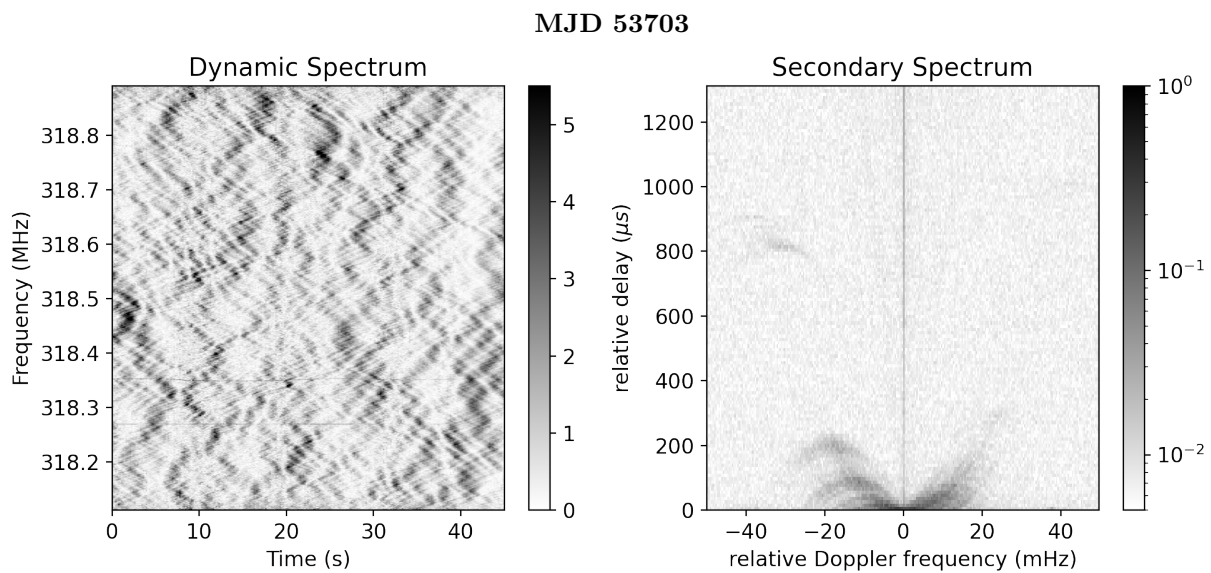 MJD 53703
Dynamic Spectrum
318.8
318.7
318.6
318.5
318.4
318.3
318.2
Frequency (MHz)
0 10 20 30 40
Time (s)
5
4
3
2
1
0
Secondary Spectrum
1200
1000
800
600
400
200
0
relative delay (μs)
−40 −20 0 20 40
relative Doppler frequency (mHz)
10⁰
10⁻¹
10⁻²